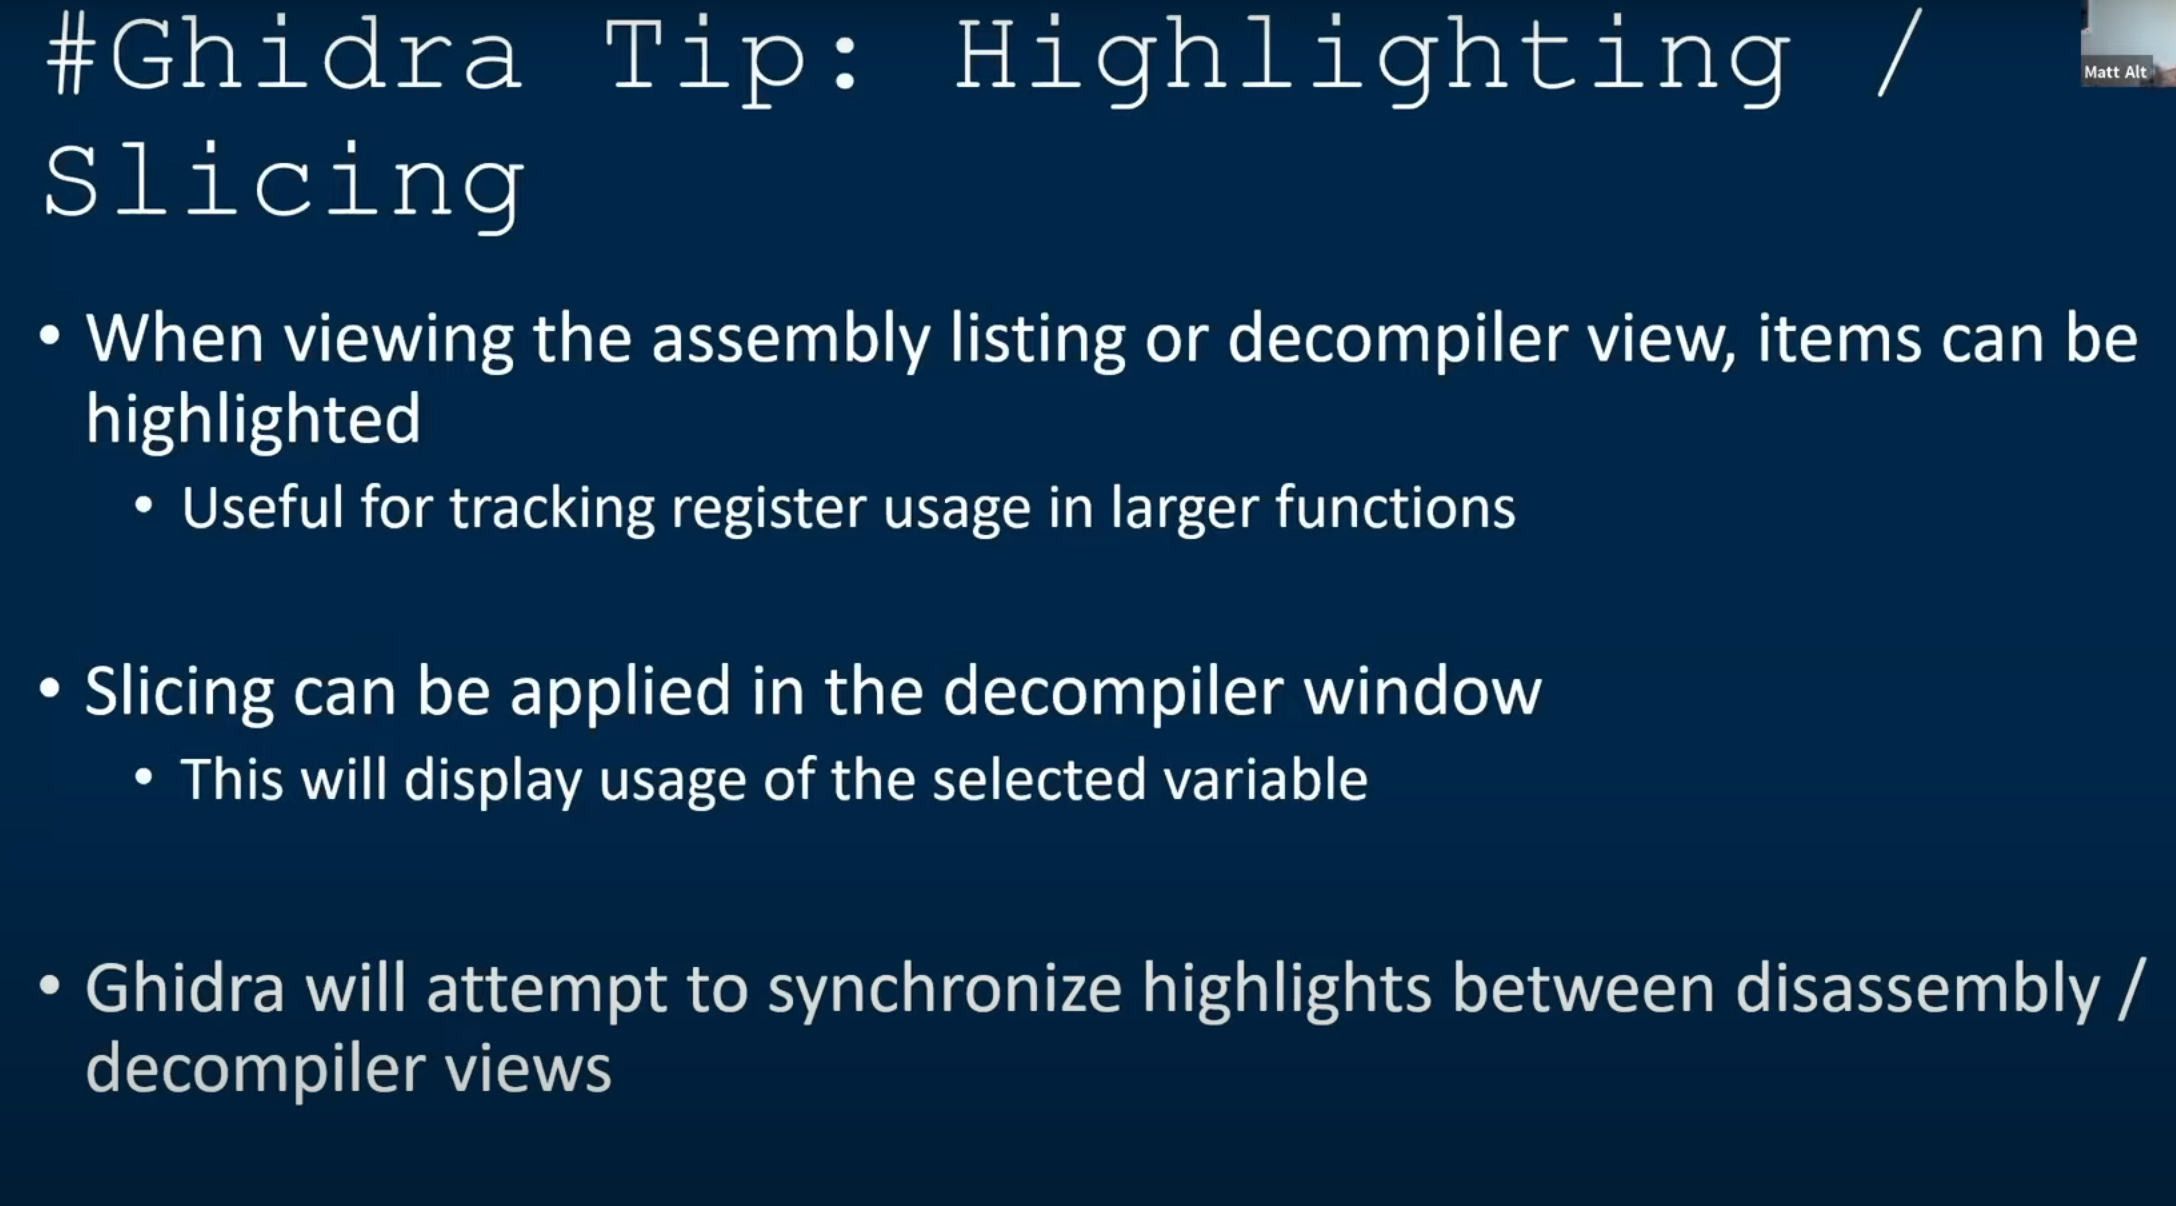 #Ghidra Tip: Highlighting /
Slicing
Matt Alt
• When viewing the assembly listing or decompiler view, items can be
highlighted
• Useful for tracking register usage in larger functions
• Slicing can be applied in the decompiler window
• This will display usage of the selected variable
• Ghidra will attempt to synchronize highlights between disassembly /
decompiler views